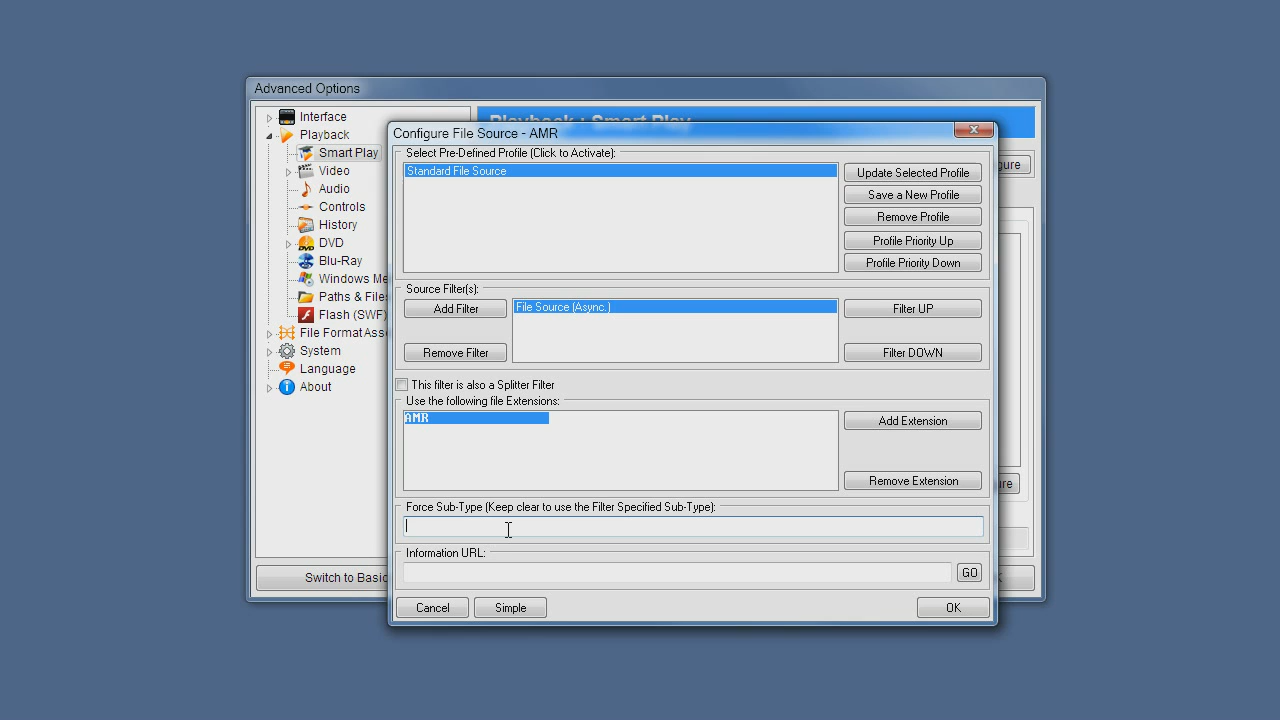 Advanced Options
Interface
Playback
Smart Play
Video
Audio
Controls
History
DVD
Blu-Ray
Windows Me
Paths & Files
Flash (SWF)
File Format Asso
System
Language
About
Switch to Basic
Playback : Smart Play
Configure File Source - AMR
Select Pre-Defined Profile (Click to Activate):
Standard File Source
Update Selected Profile
Save a New Profile
Remove Profile
Profile Priority Up
Profile Priority Down
Source Filter(s):
Add Filter
File Source (Async.)
Filter UP
Remove Filter
Filter DOWN
This filter is also a Splitter Filter
Use the following file Extensions:
AMR
Add Extension
Remove Extension
Force Sub-Type (Keep clear to use the Filter Specified Sub-Type):
Information URL:
GO
Cancel
Simple
OK